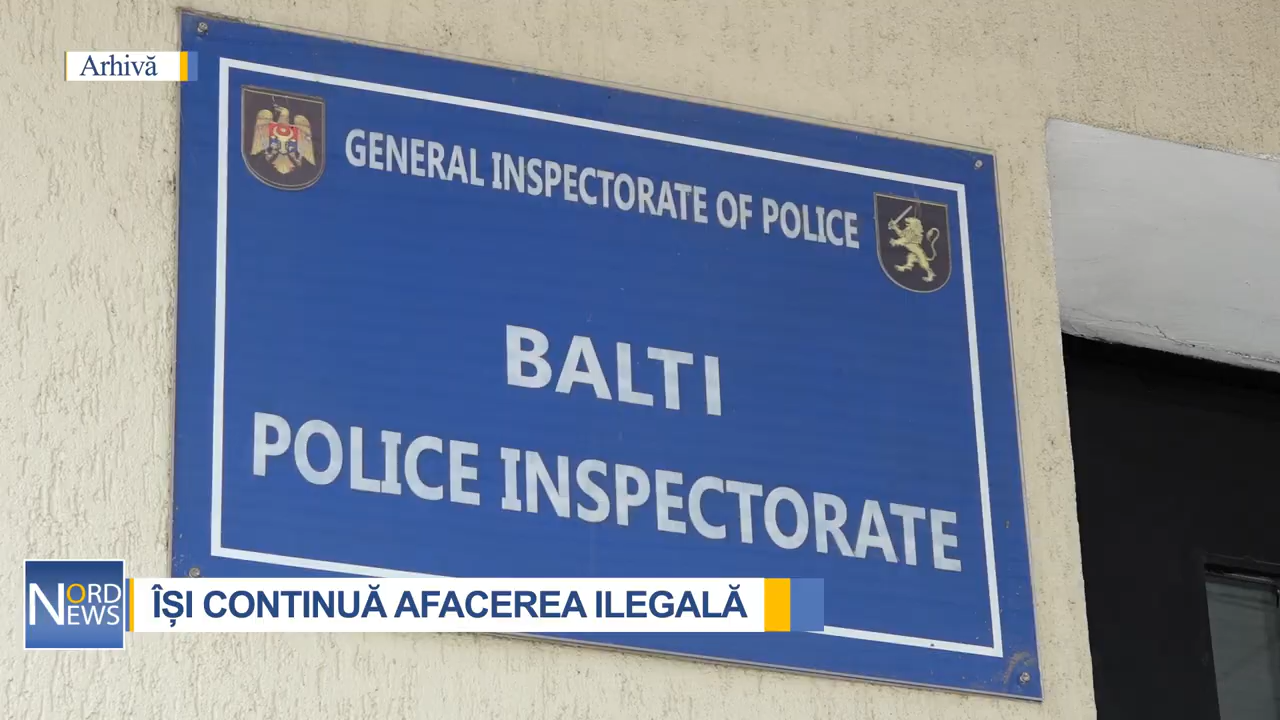 Arhivă
GENERAL INSPECTORATE OF POLICE
BALTI
POLICE INSPECTORATE
NORD
NEWS
ÎȘI CONTINUĂ AFACEREA ILEGALĂ